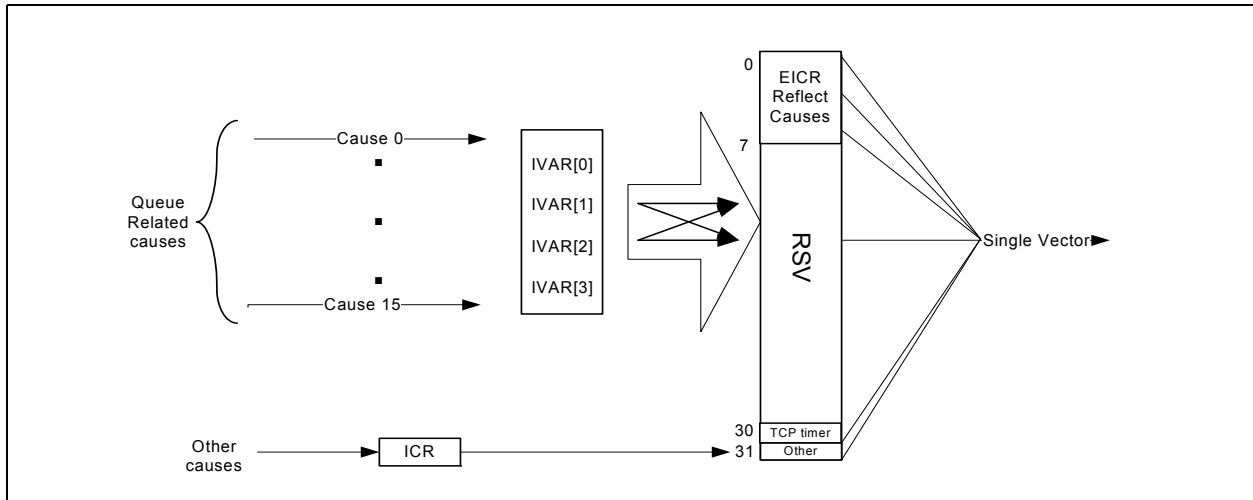 Queue
Related
causes
Cause 0
Cause 15
IVAR[0]
IVAR[1]
IVAR[2]
IVAR[3]
0
EICR
Reflect
Causes
7
RSV
30
TCP timer
31
Other
Single Vector
Other
causes
ICR